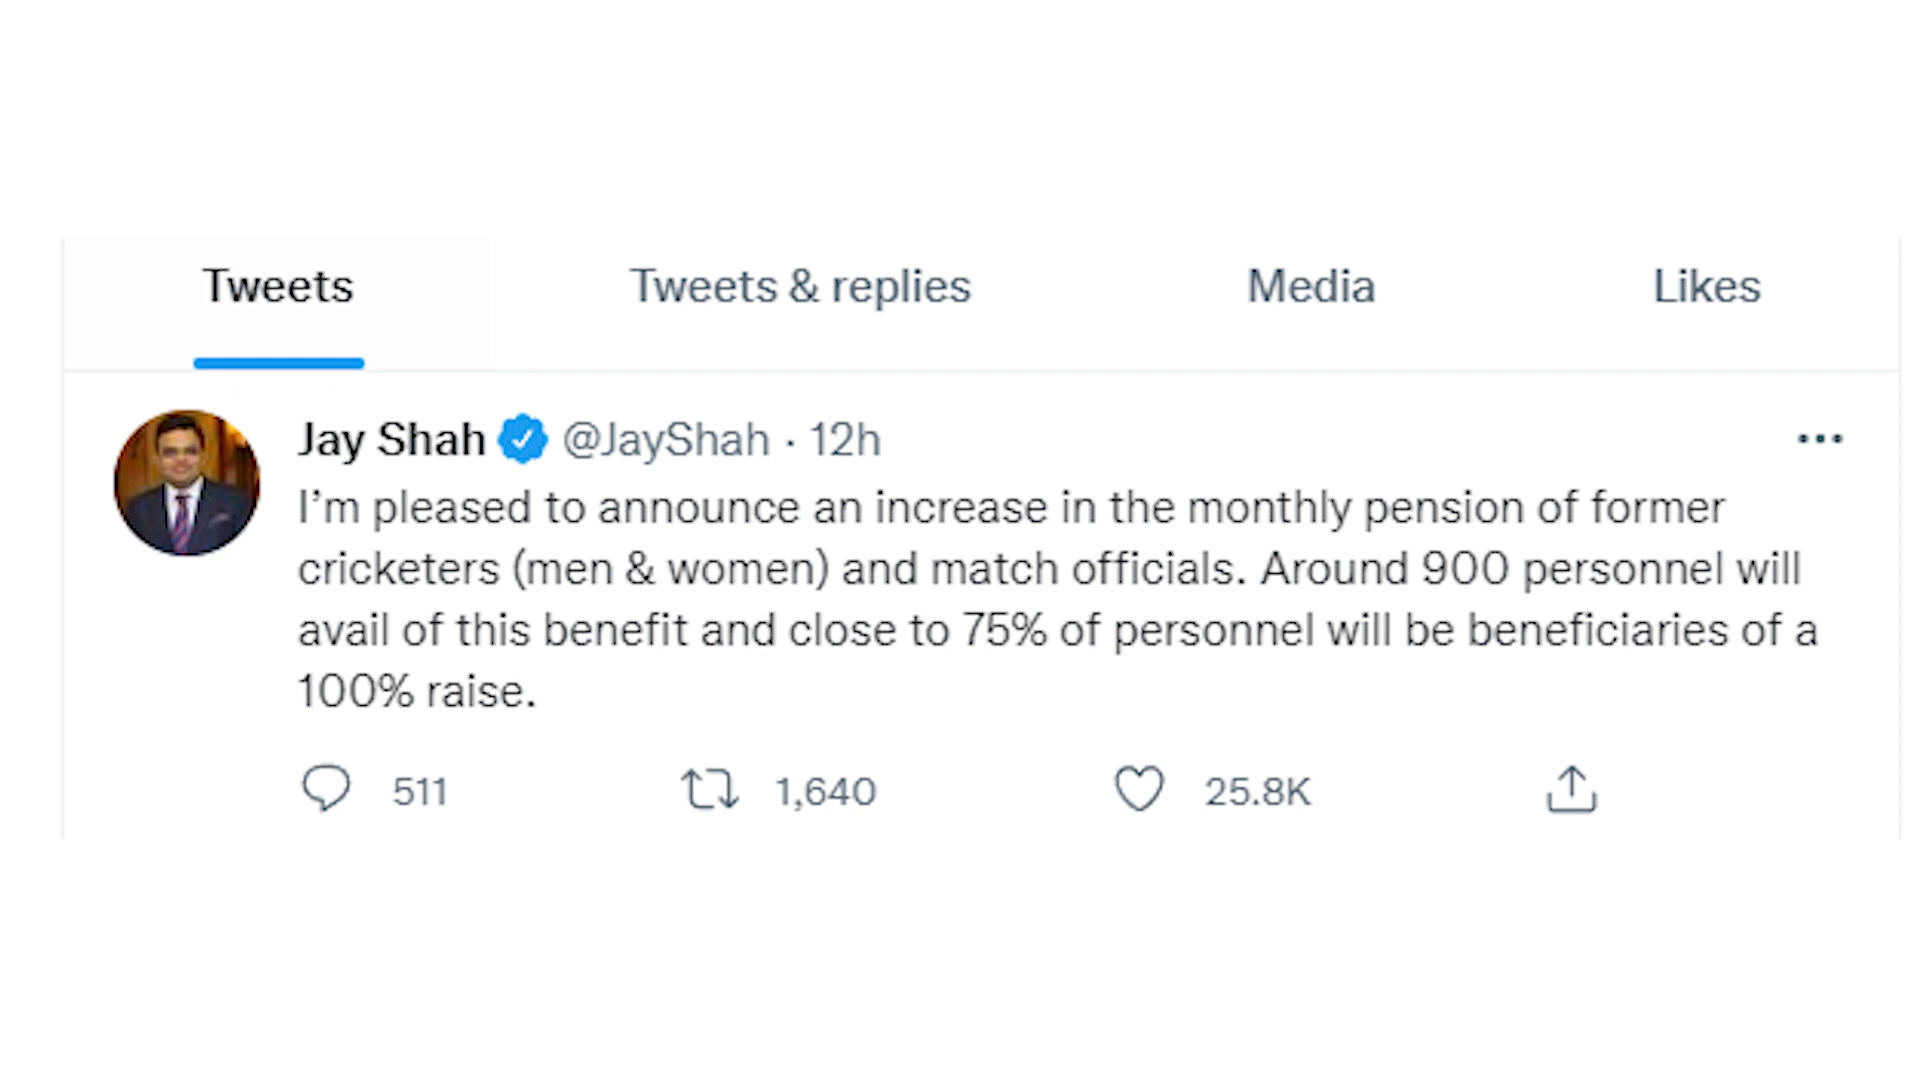 Tweets Tweets & replies Media Likes
Jay Shah @JayShah · 12h
I’m pleased to announce an increase in the monthly pension of former
cricketers (men & women) and match officials. Around 900 personnel will
avail of this benefit and close to 75% of personnel will be beneficiaries of a
100% raise.
511 1,640 25.8K